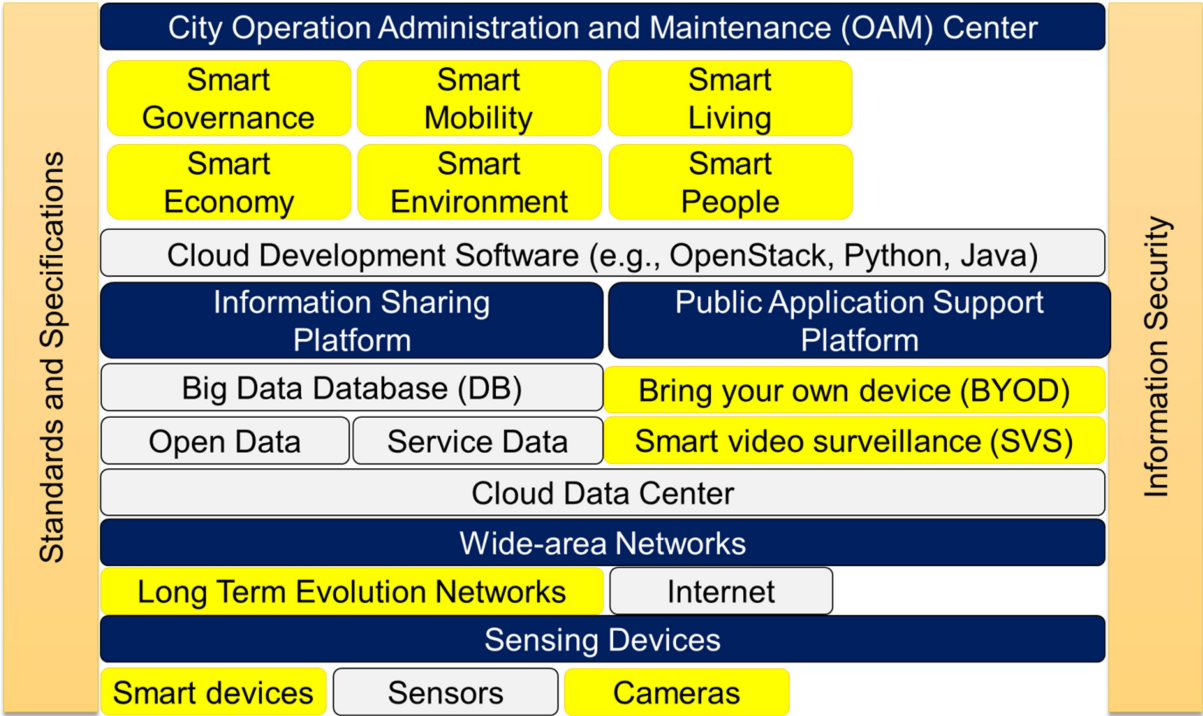 City Operation Administration and Maintenance (OAM) Center
Smart
Governance
Smart
Mobility
Smart
Living
Smart
Economy
Smart
Environment
Smart
People
Cloud Development Software (e.g., OpenStack, Python, Java)
Information Sharing
Platform
Public Application Support
Platform
Big Data Database (DB)
Bring your own device (BYOD)
Open Data
Service Data
Smart video surveillance (SVS)
Cloud Data Center
Wide-area Networks
Long Term Evolution Networks
Internet
Sensing Devices
Smart devices
Sensors
Cameras
Standards and Specifications
Information Security